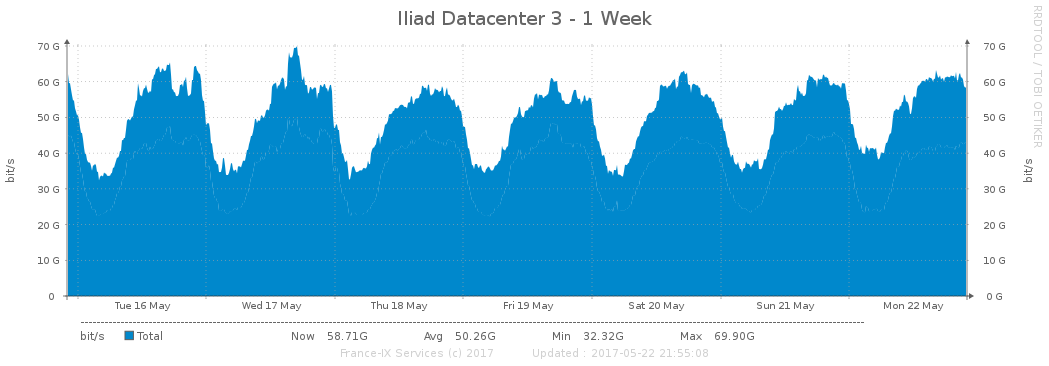 Iliad Datacenter 3 - 1 Week
RRDTOOL / TOBI OETIKER
70 G 70 G
60 G 60 G
50 G 50 G
40 G 40 G
bit/s bit/s
30 G 30 G
20 G 20 G
10 G 10 G
0 0 G
Tue 16 May Wed 17 May Thu 18 May Fri 19 May Sat 20 May Sun 21 May Mon 22 May
bit/s Total Now 58.71G Avg 50.26G Min 32.32G Max 69.90G
France-IX Services (c) 2017 Updated : 2017-05-22 21:55:08